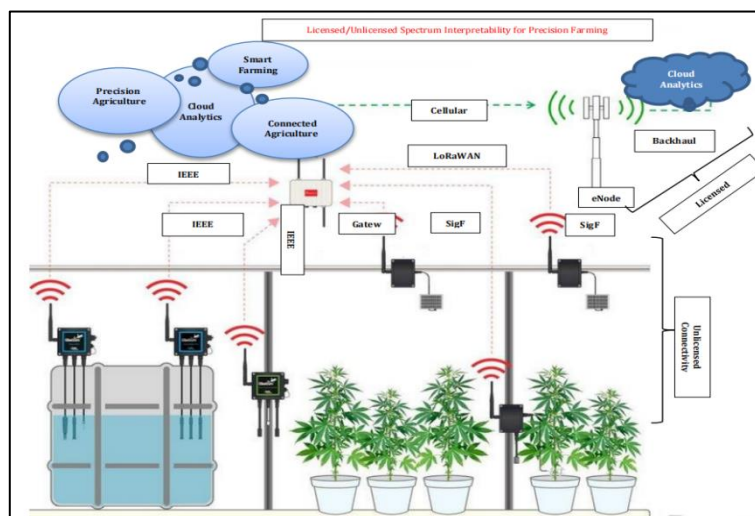 Licensed/Unlicensed Spectrum Interpretability for Precision Farming
Smart
Farming
Precision
Agriculture
Cloud
Analytics
Connected
Agriculture
Cellular
Cloud
Analytics
Backhaul
LoRaWAN
IEEE
eNode
Licensed
IEEE
IEEE
Gatew
SigF
SigF
Unlicensed
Connectivity